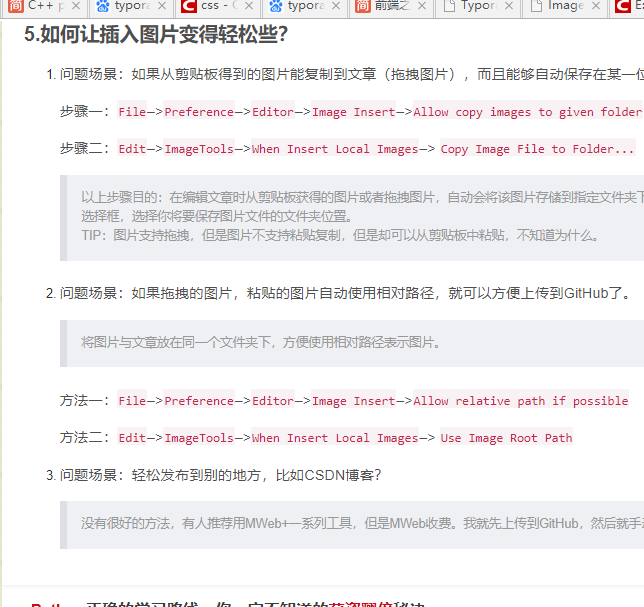 简 C++ p
typora
css - C
typora
简 前端之
Typor
Image
5.如何让插入图片变得轻松些?
1. 问题场景：如果从剪贴板得到的图片能复制到文章（拖拽图片），而且能够自动保存在某一位
步骤一：File—>Preference—>Editor—>Image Insert—>Allow copy images to given folder
步骤二：Edit—>ImageTools—>When Insert Local Images—> Copy Image File to Folder...
以上步骤目的：在编辑文章时从剪贴板获得的图片或者拖拽图片，自动会将该图片存储到指定文件夹下
选择框，选择你将要保存图片文件的文件夹位置。
TIP：图片支持拖拽，但是图片不支持粘贴复制，但是却可以从剪贴板中粘贴，不知道为什么。
2. 问题场景：如果拖拽的图片，粘贴的图片自动使用相对路径，就可以方便上传到GitHub了。
将图片与文章放在同一个文件夹下，方便使用相对路径表示图片。
方法一：File—>Preference—>Editor—>Image Insert—>Allow relative path if possible
方法二：Edit—>ImageTools—>When Insert Local Images—> Use Image Root Path
3. 问题场景：轻松发布到别的地方，比如CSDN博客？
没有很好的方法，有人推荐用MWeb+一系列工具，但是MWeb收费。我就先上传到GitHub，然后就手